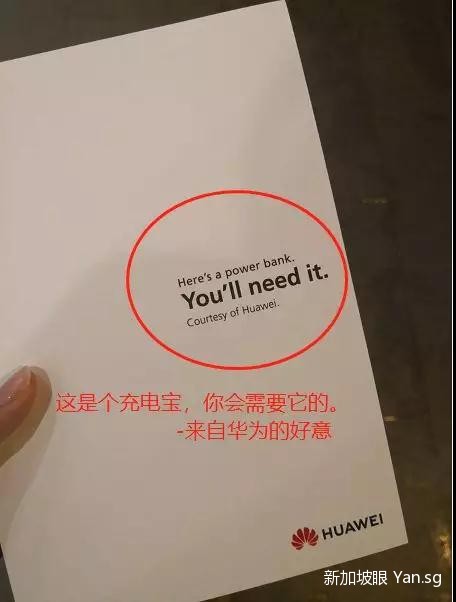 Here's a power bank.
You'll need it.
Courtesy of Huawei.
这是个充电宝，你会需要它的。
-来自华为的好意
HUAWEI
新加坡眼 Yan.sg